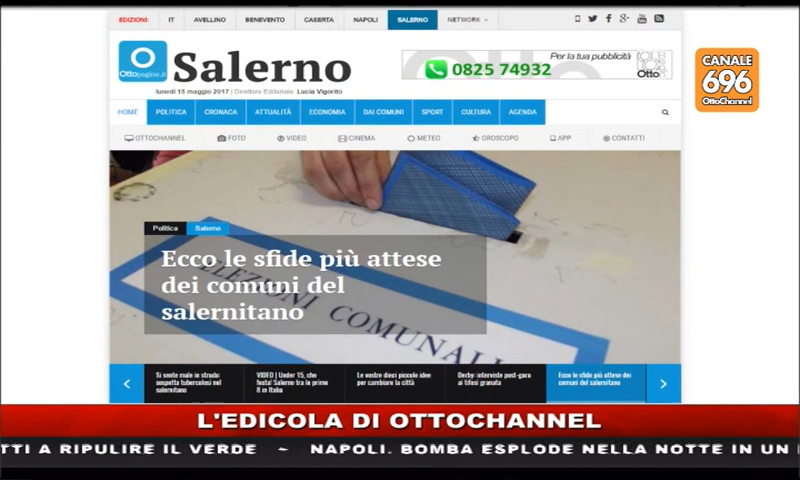 EDIZIONI: IT AVELLINO BENEVENTO CASERTA NAPOLI SALERNO NETWORK
Ottopagine.it
Salerno
lunedì 15 maggio 2017 | Direttore Editoriale: Lucia Vigorito
Per la tua pubblicità
0825 74932
Otto
CANALE
696
OttoChannel
HOME POLITICA CRONACA ATTUALITÀ ECONOMIA DAI COMUNI SPORT CULTURA AGENDA
OTTOCHANNEL FOTO VIDEO CINEMA METEO OROSCOPO APP CONTATTI
Politica Salerno
Ecco le sfide più attese
dei comuni del
salernitano
ELEZIONI COMUNALI
Si sente male in strada:
sospetta tubercolosi nel
salernitano
VIDEO | Under 15, che
festa! Salerno tra le prime
8 in Italia
Le vostre dieci piccole idee
per cambiare la città
Derby: interviste post-gara
ai tifosi granata
Ecco le sfide più attese dei
comuni del salernitano
L'EDICOLA DI OTTOCHANNEL
TTI A RIPULIRE IL VERDE ~ NAPOLI. BOMBA ESPLODE NELLA NOTTE IN UN